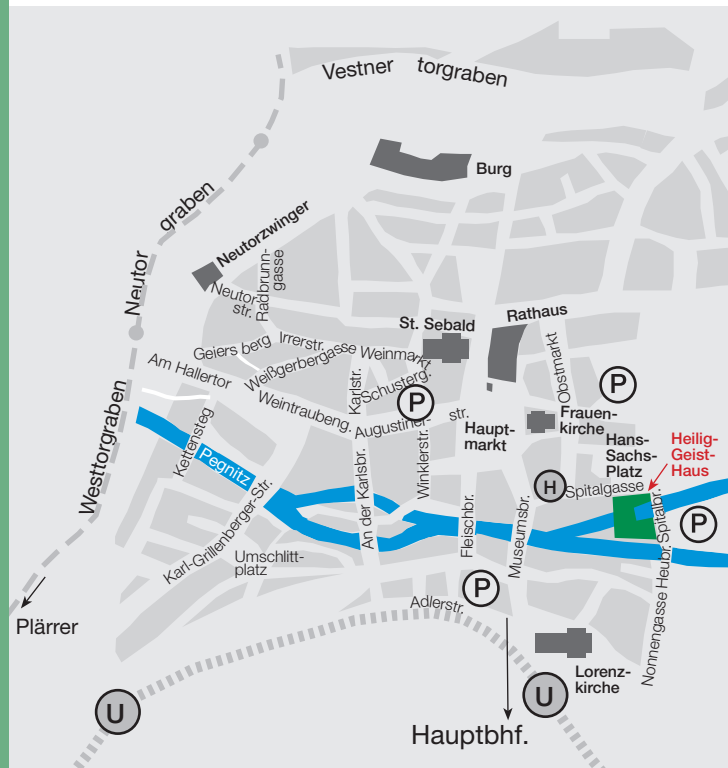 Vestner torgraben
Burg
graben
Neutor
Westtorgraben
Neutorzwinger
Radbrunn-
gasse
Neutor
str.
St. Sebald
Rathaus
Geiers berg
Irrerstr.
Weinmarkt
Am Hallertor
Weißgerbergasse
Karlstr.
Schusterg.
Obstmarkt
P
P
Weintraubeng.
Augustiner
str.
Haupt-
markt
Frauen-
kirche
Hans-
Sachs-
Platz
Heilig-
Geist-
Haus
Kettensteg
Pegnitz
Winklerstr.
H
Spitalgasse
Spitalbr.
P
Karl-Grillenberger-Str.
An der Karlsbr.
Fleischbr.
Museumsbr.
Heubr.
Nonnengasse
Umschlitt-
platz
P
Adlerstr.
Plärrer
Lorenz-
kirche
U
U
Hauptbhf.